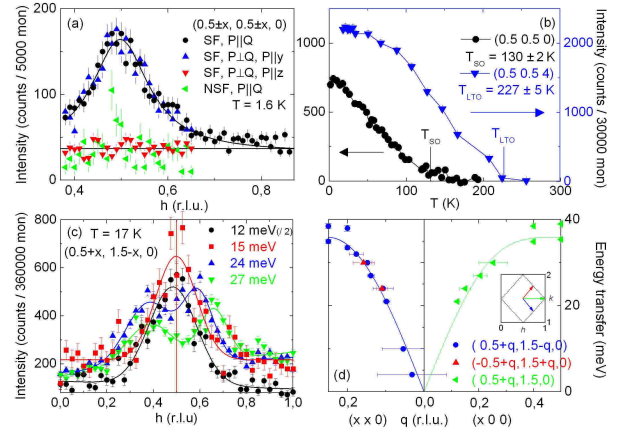 (a)
(0.5±x, 0.5±x, 0)
SF, P||Q
SF, P⊥Q, P||y
SF, P⊥Q, P||z
NSF, P||Q
T = 1.6 K
Intensity (counts / 5000 mon)
150
100
50
0
0,4 0,5 0,6 0,7 0,8
h (r.l.u.)
(b)
(0.5 0.5 0)
T_SO = 130 ±2 K
(0.5 0.5 4)
T_LTO = 227 ± 5 K
T_SO
T_LTO
1000
500
0
0 100 200 300
T (K)
2000
1000
0
Intensity (counts / 30000 mon)
(c) T = 17 K
(0.5+x, 1.5-x, 0)
12 meV(/ 2)
15 meV
24 meV
27 meV
Intensity (counts / 360000 mon)
800
600
400
200
0,0 0,2 0,4 0,6 0,8 1,0
h (r.l.u)
(d)
2
k
1
0 h 1
(0.5+q,1.5-q,0)
(-0.5+q,1.5+q,0)
(0.5+q,1.5,0)
40
20
0
Energy transfer (meV)
0,2 0,0 0,2 0,4
(x x 0) q (r.l.u.) (x 0 0)